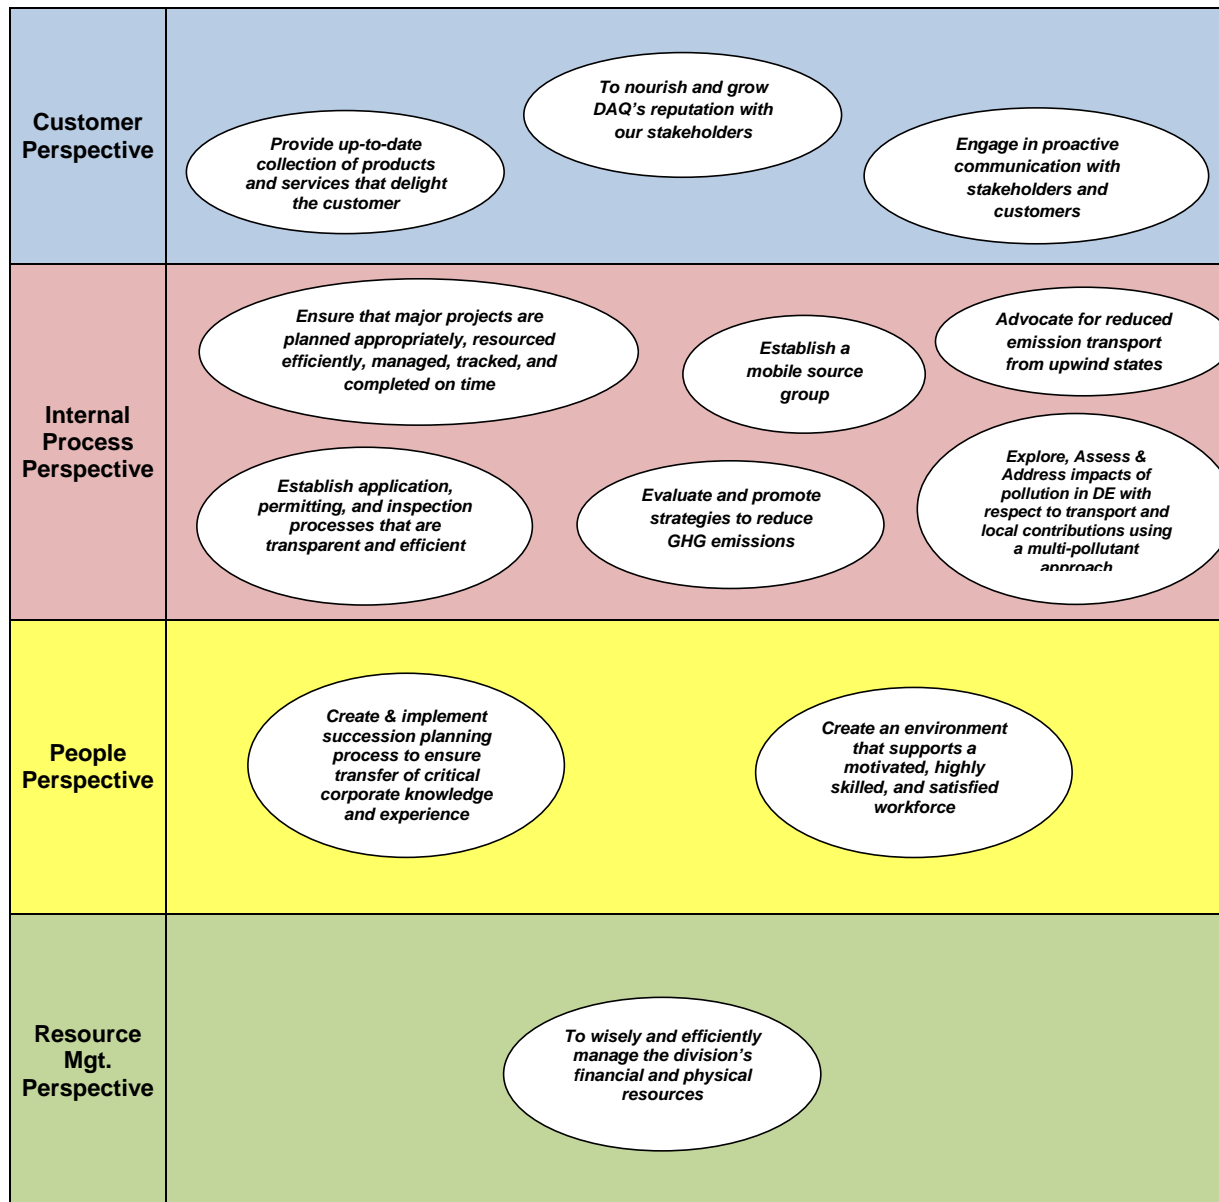 Customer
Perspective
To nourish and grow
DAQ’s reputation with
our stakeholders
Provide up-to-date
collection of products
and services that delight
the customer
Engage in proactive
communication with
stakeholders and
customers
Internal
Process
Perspective
Ensure that major projects are
planned appropriately, resourced
efficiently, managed, tracked, and
completed on time
Establish a
mobile source
group
Advocate for reduced
emission transport
from upwind states
Establish application,
permitting, and inspection
processes that are
transparent and efficient
Evaluate and promote
strategies to reduce
GHG emissions
Explore, Assess &
Address impacts of
pollution in DE with
respect to transport and
local contributions using
a multi-pollutant
approach
People
Perspective
Create & implement
succession planning
process to ensure
transfer of critical
corporate knowledge
and experience
Create an environment
that supports a
motivated, highly
skilled, and satisfied
workforce
Resource
Mgt.
Perspective
To wisely and efficiently
manage the division’s
financial and physical
resources